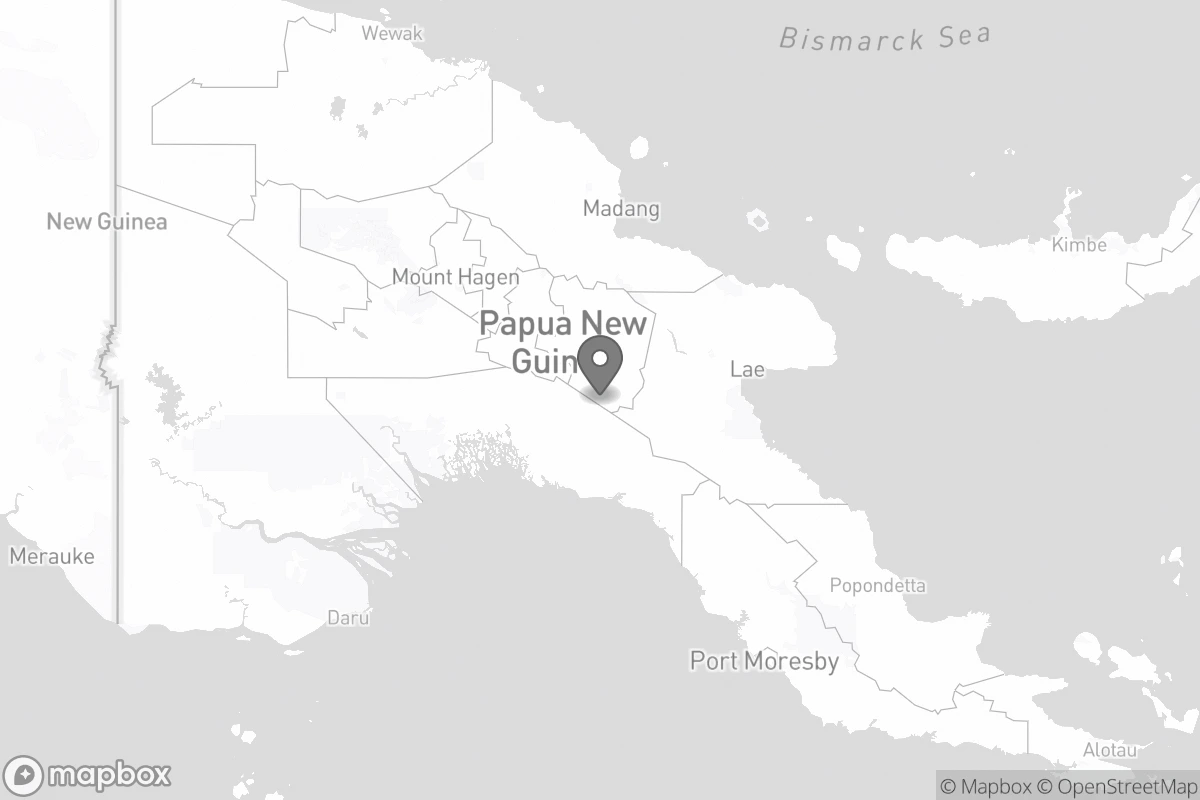 Wewak
Bismarck Sea
New Guinea
Madang
Kimbe
Mount Hagen
Papua New
Guin
Lae
Merauke
Popondetta
Daru
Port Moresby
Alotau
mapbox
© Mapbox © OpenStreetMap